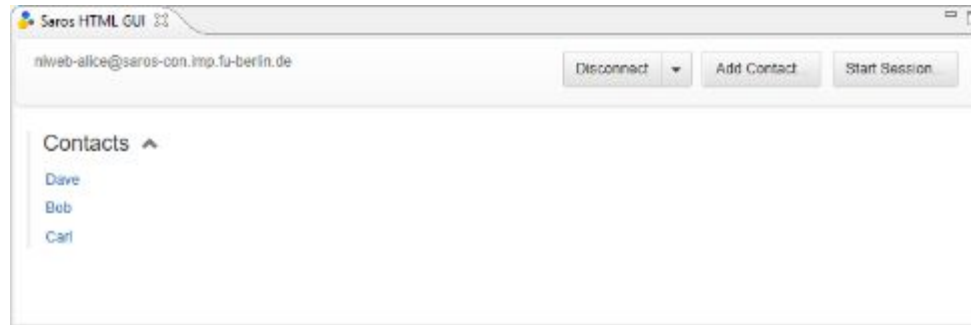 Saros HTML GUI
niweb-alice@saros-con.imp.fu-berlin.de
Disconnect
Add Contact...
Start Session...
Contacts
Dave
Bob
Carl